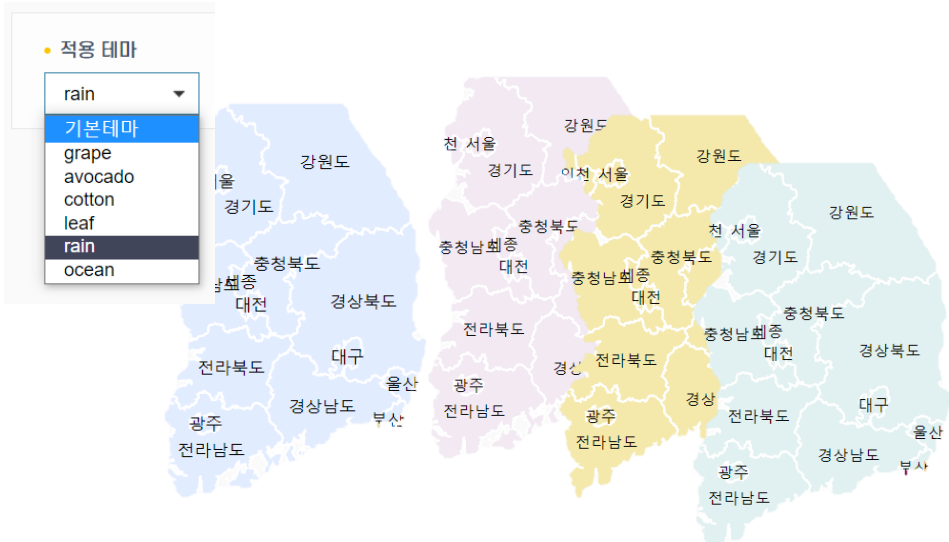 적용 테마
rain
기본테마
grape
avocado
cotton
leaf
rain
ocean
강원도
경기도
충청북도
세종
대전
경상북도
전라북도
대구
울산
경상남도
부산
광주
전라남도
강원도
천 서울
경기도
충청북도
충청남도
세종
대전
전라북도
경상
광주
전라남도
강원도
인천 서울
경기도
충청북도
충청남도
세종
대전
전라북도
경상
광주
전라남도
강원도
천 서울
경기도
충청북도
충청남도
세종
대전
경상북도
대구
전라북도
울산
경상남도
부산
광주
전라남도